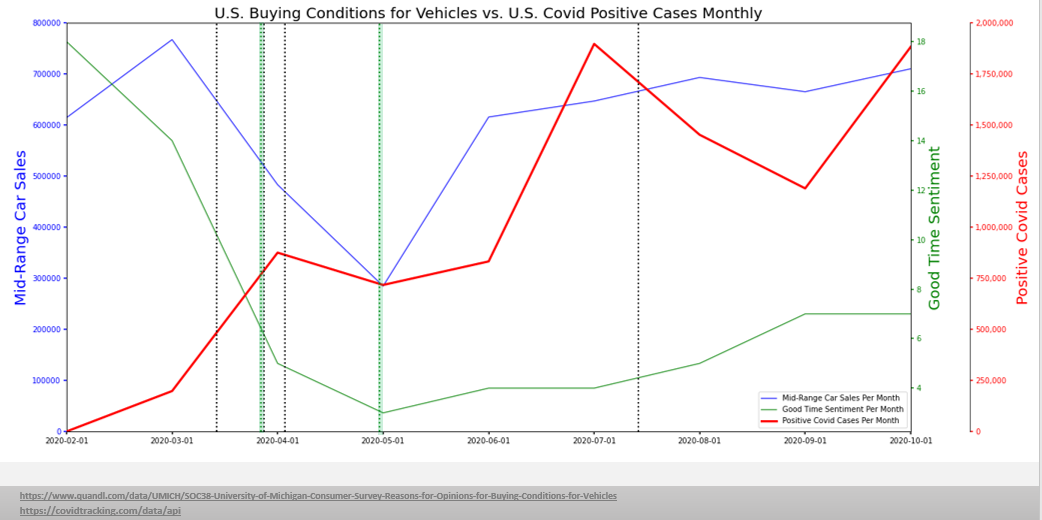 U.S. Buying Conditions for Vehicles vs. U.S. Covid Positive Cases Monthly
Mid-Range Car Sales
800000
700000
600000
500000
400000
300000
200000
100000
0
2020-02-01 2020-03-01 2020-04-01 2020-05-01 2020-06-01 2020-07-01 2020-08-01 2020-09-01 2020-10-01
Good Time Sentiment
18
16
14
12
10
8
6
4
Positive Covid Cases
2,000,000
1,750,000
1,500,000
1,250,000
1,000,000
750,000
500,000
250,000
0
Mid-Range Car Sales Per Month
Good Time Sentiment Per Month
Positive Covid Cases Per Month
https://www.quandl.com/data/UMICH/SOC38-University-of-Michigan-Consumer-Survey-Reasons-for-Opinions-for-Buying-Conditions-for-Vehicles
https://covidtracking.com/data/api